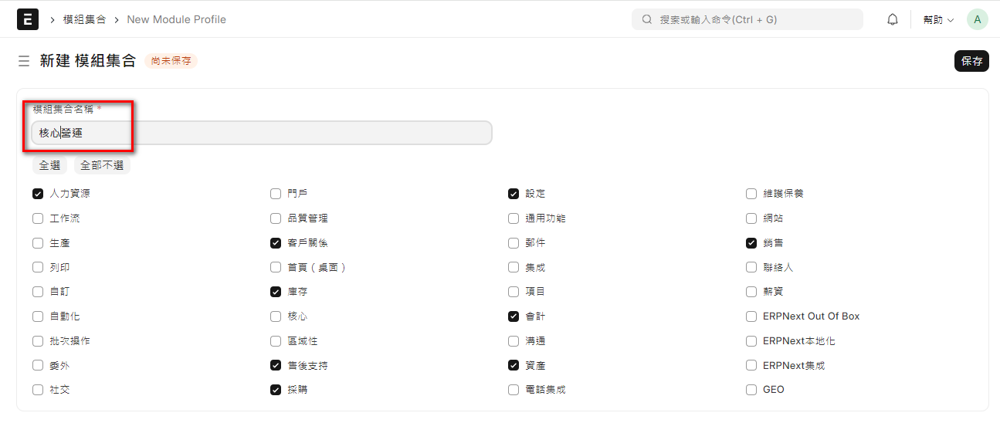 E > 模組集合 > New Module Profile 搜索或輸入命令(Ctrl + G) 幫助 A
新建 模組集合 尚未保存 保存
模組集合名稱 *
核心營運
全選 全部不選
人力資源 門戶 設定 維護保養
工作流 品質管理 通用功能 網站
生產 客戶關係 郵件 銷售
列印 首頁（桌面） 集成 聯絡人
自訂 庫存 項目 薪資
自動化 核心 會計 ERPNext Out Of Box
批次操作 區域性 溝通 ERPNext本地化
委外 售後支持 資產 ERPNext集成
社交 採購 電話集成 GEO